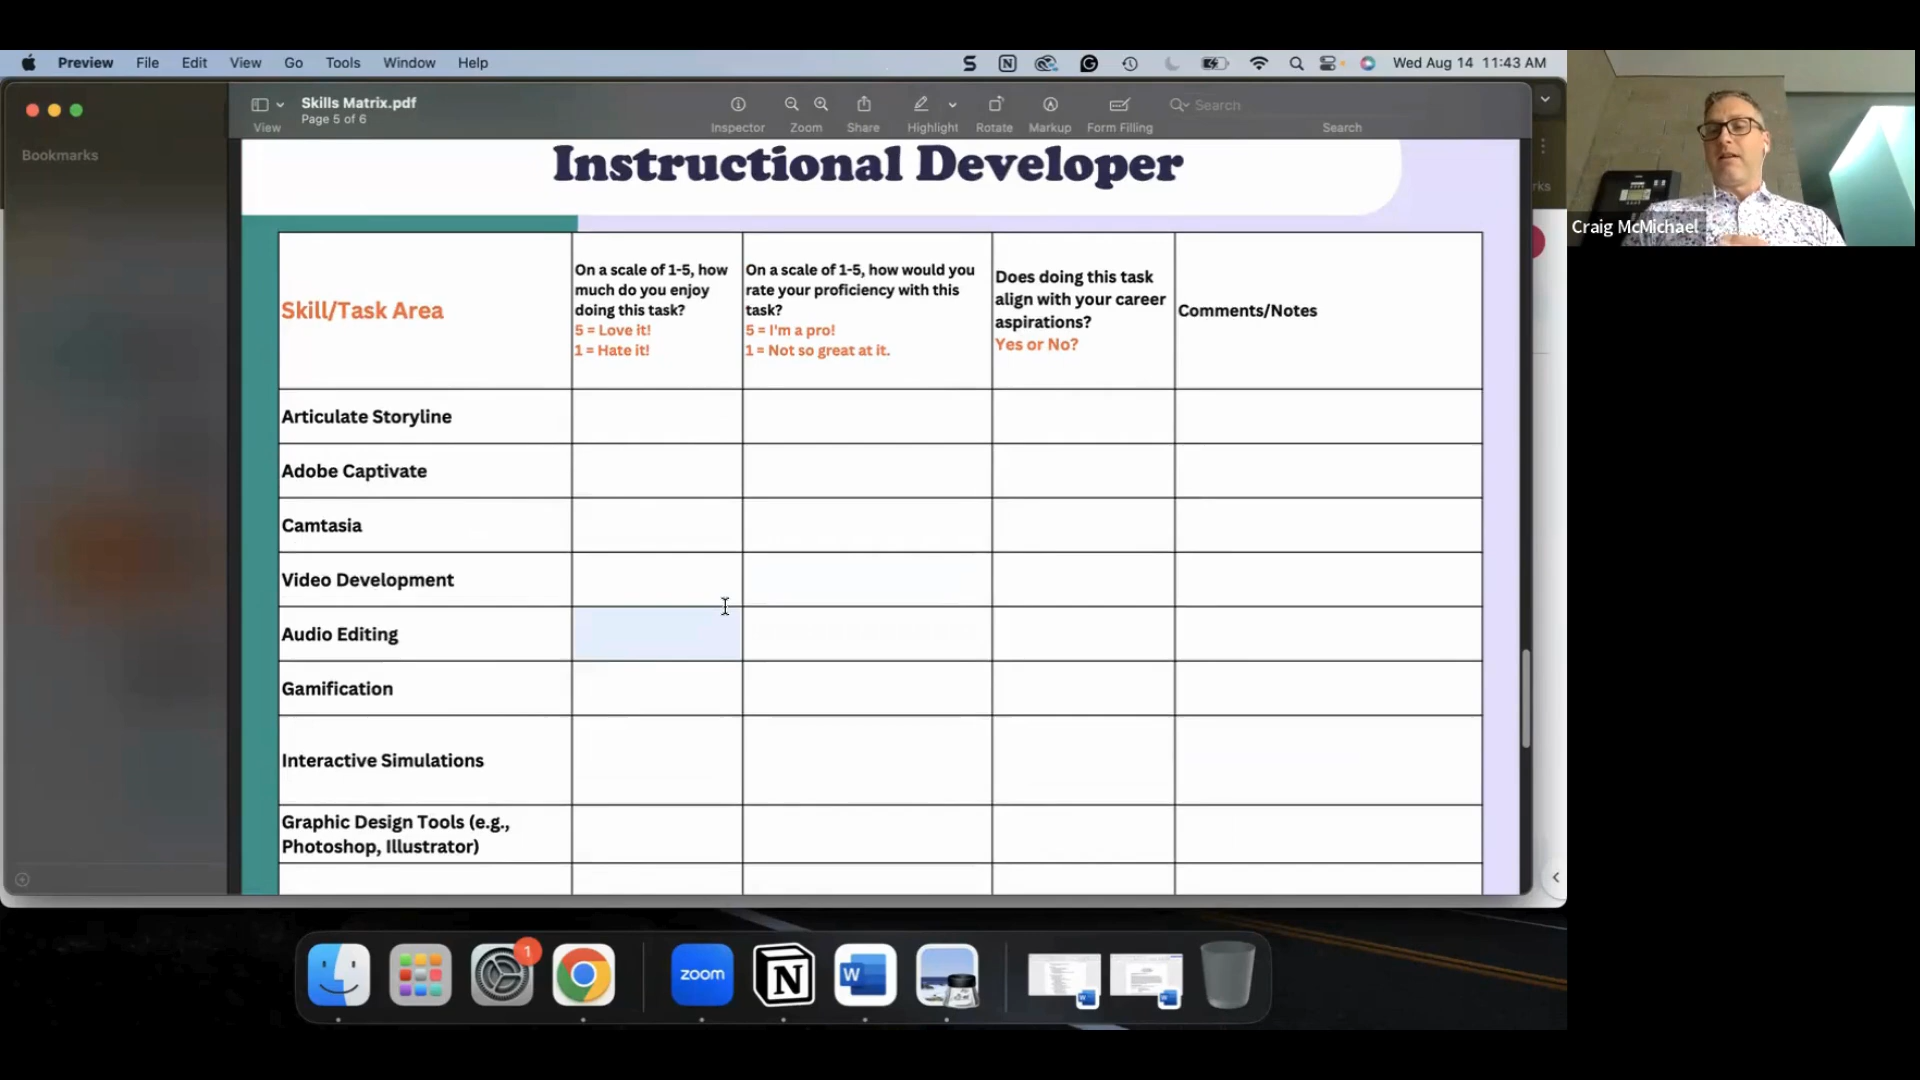 Preview File Edit View Go Tools Window Help
Wed Aug 14 11:43 AM
Skills Matrix.pdf
Page 5 of 6
View
Inspector
Zoom
Share
Highlight
Rotate
Markup
Form Filling
Search
Search
Bookmarks
Instructional Developer
Skill/Task Area
On a scale of 1-5, how
much do you enjoy
doing this task?
5 = Love it!
1 = Hate it!
On a scale of 1-5, how would you
rate your proficiency with this
task?
5 = I'm a pro!
1 = Not so great at it.
Does doing this task
align with your career
aspirations?
Yes or No?
Comments/Notes
Articulate Storyline
Adobe Captivate
Camtasia
Video Development
Audio Editing
Gamification
Interactive Simulations
Graphic Design Tools (e.g.,
Photoshop, Illustrator)
rks
Craig McMichael
1
zoom
N
W